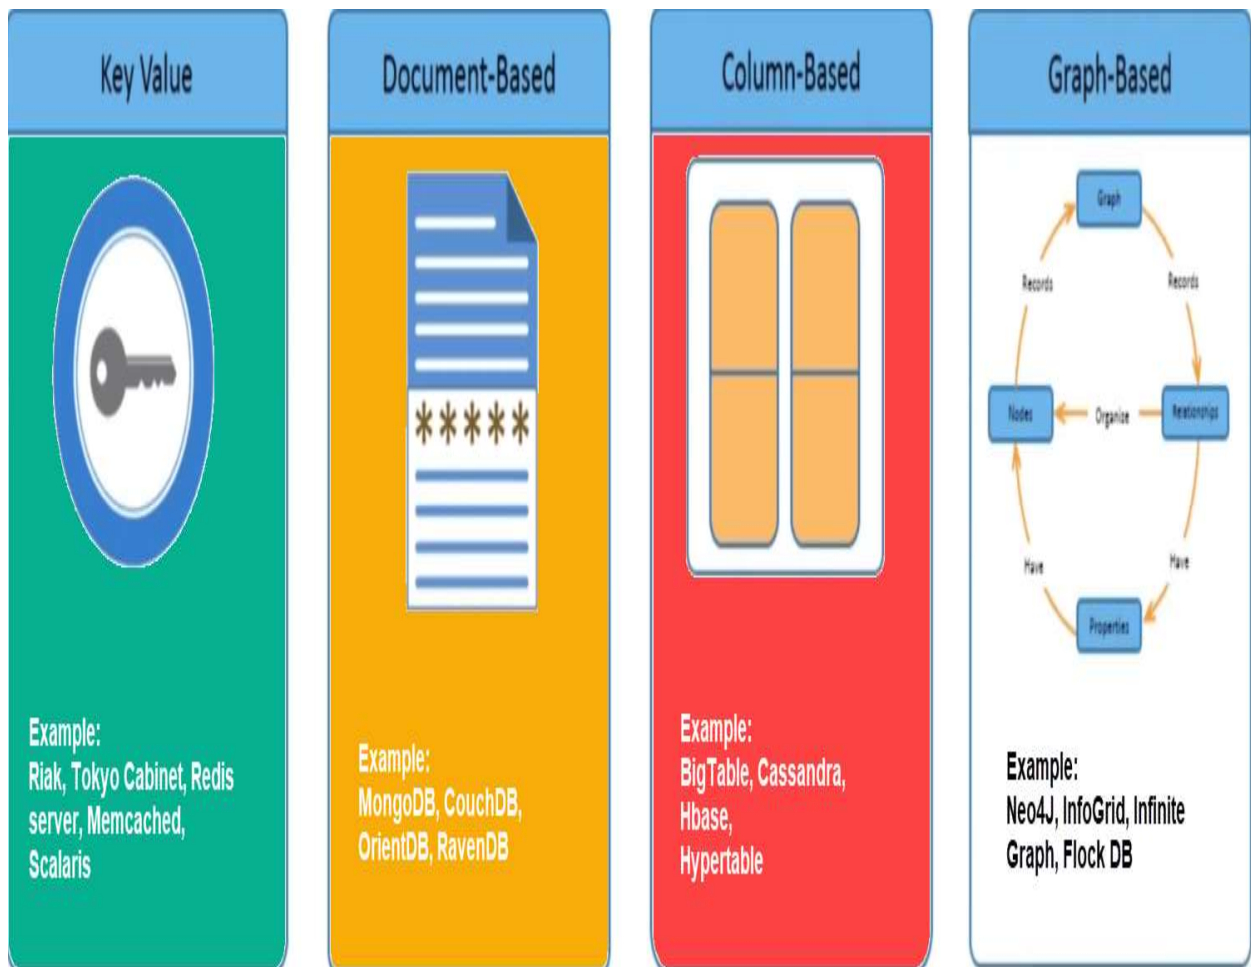 Key Value
Example:
Riak, Tokyo Cabinet, Redis
server, Memcached,
Scalaris
Document-Based
*****
Example:
MongoDB, CouchDB,
OrientDB, RavenDB
Column-Based
Example:
BigTable, Cassandra,
Hbase,
Hypertable
Graph-Based
Graph
Records
Records
Nodes
Organise
Relationships
Have
Have
Properties
Example:
Neo4J, InfoGrid, Infinite
Graph, Flock DB